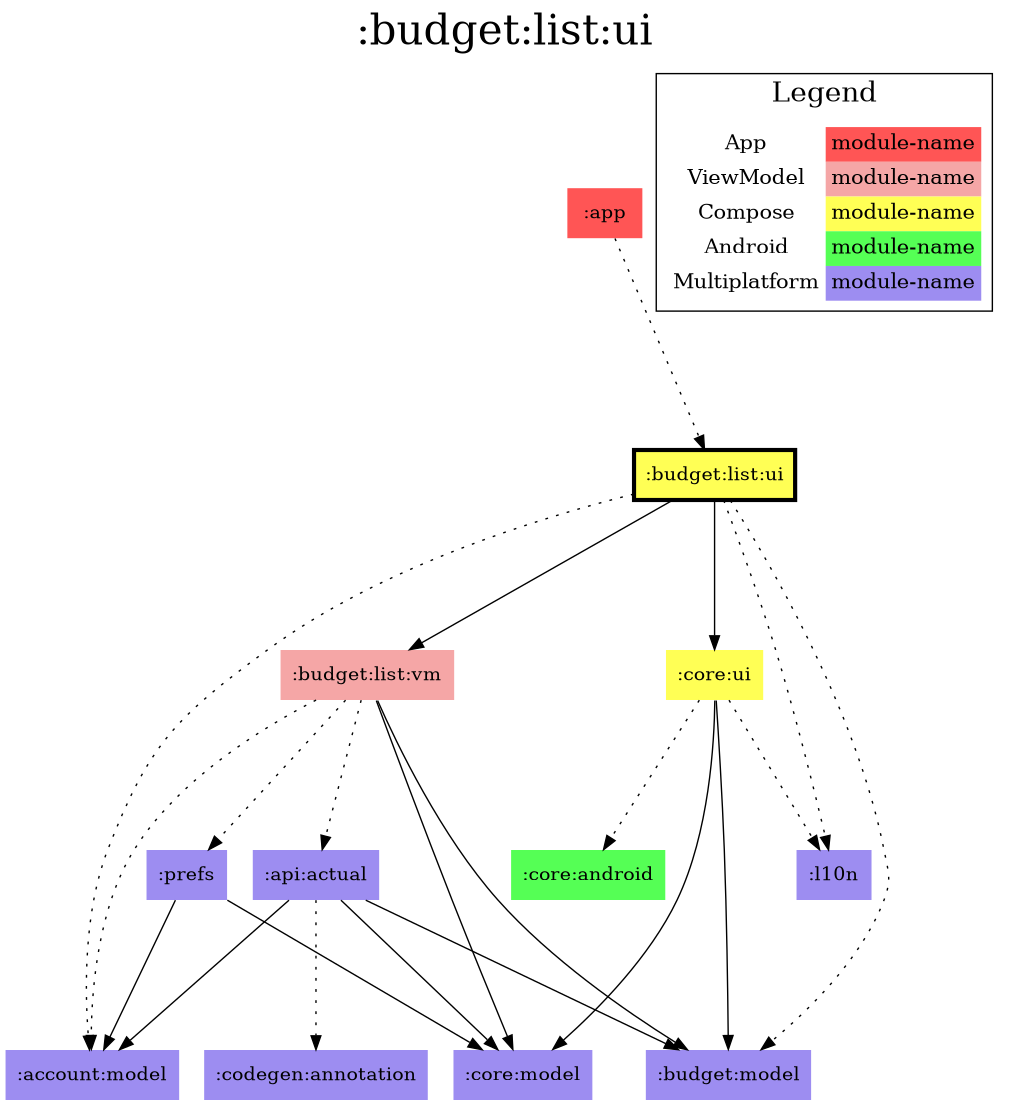 :budget:list:ui
Legend
App module-name
ViewModel module-name
Compose module-name
Android module-name
Multiplatform module-name
:app
:budget:list:ui
:budget:list:vm
:core:ui
:prefs
:api:actual
:core:android
:l10n
:account:model
:codegen:annotation
:core:model
:budget:model